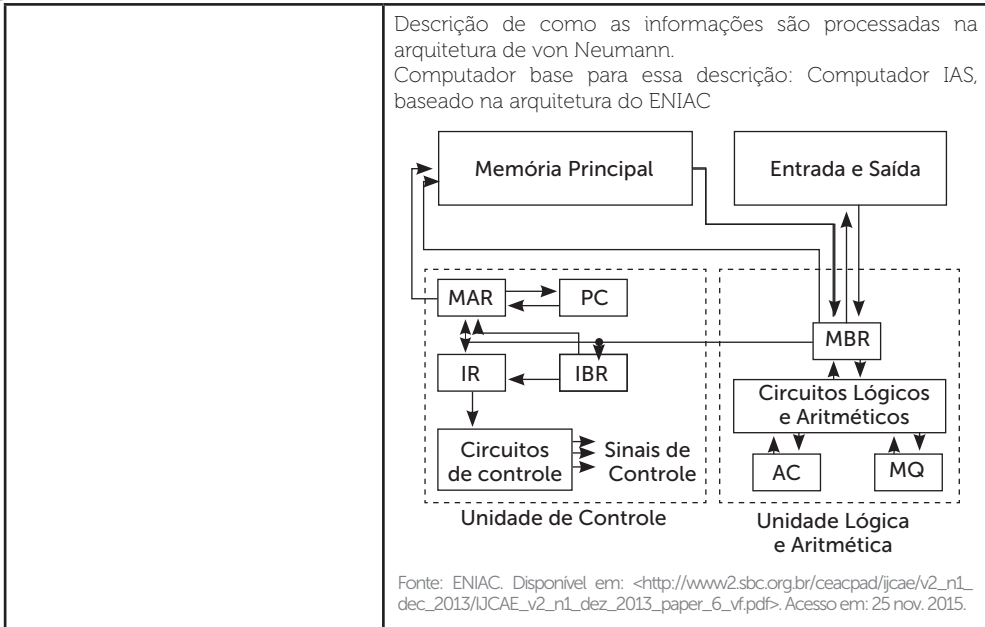 Descrição de como as informações são processadas na
arquitetura de von Neumann.
Computador base para essa descrição: Computador IAS,
baseado na arquitetura do ENIAC
Memória Principal
Entrada e Saída
MAR
PC
MBR
IR
IBR
Circuitos Lógicos
e Aritméticos
Circuitos
de controle
Sinais de
Controle
AC
MQ
Unidade de Controle
Unidade Lógica
e Aritmética
Fonte: ENIAC. Disponível em: <http://www2.sbc.org.br/ceacpad/ijcae/v2_n1_
dec_2013/IJCAE_v2_n1_dez_2013_paper_6_vf.pdf>. Acesso em: 25 nov. 2015.